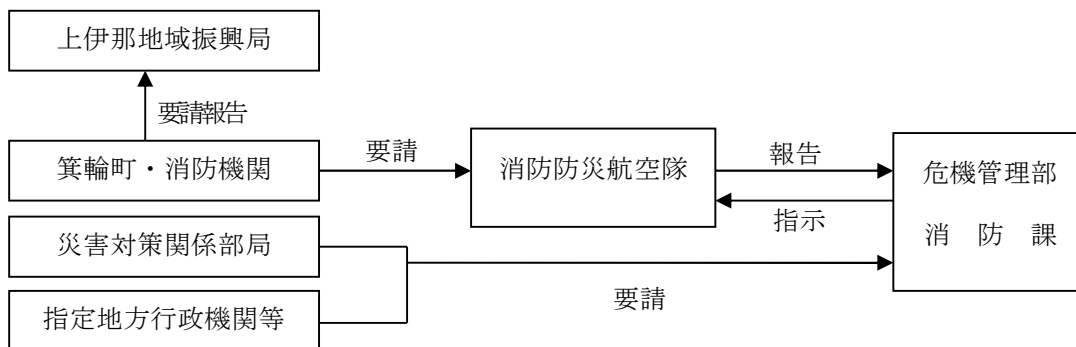 上伊那地域振興局
要請報告
箕輪町・消防機関
要請
消防防災航空隊
報告
指示
危機管理部
消　防　課
災害対策関係部局
要請
指定地方行政機関等